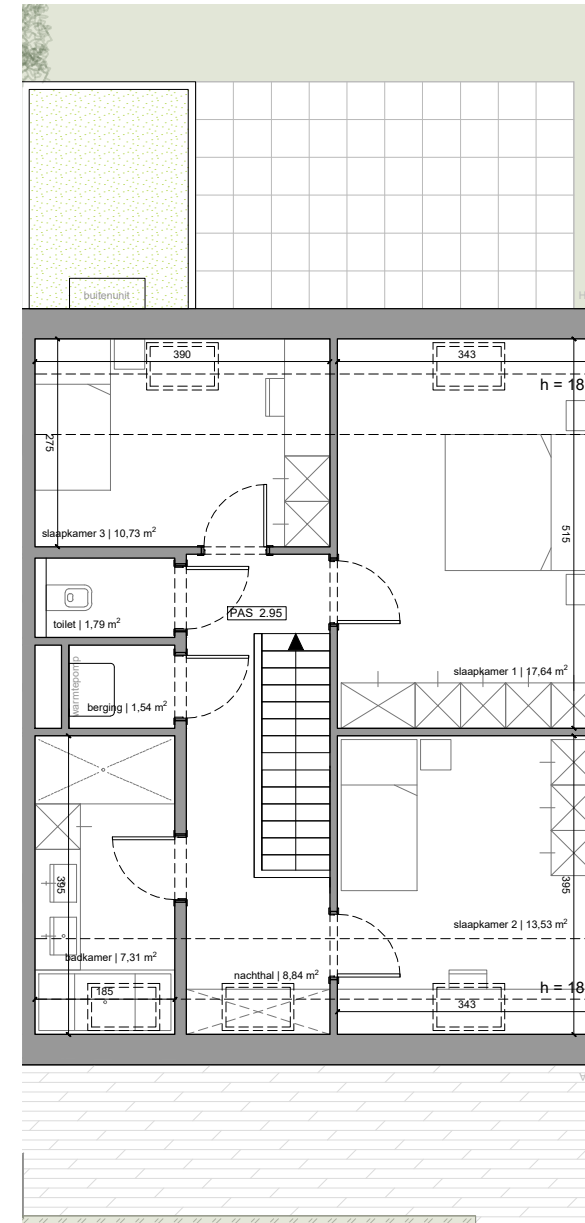 buitenunit
H
390
343
h = 18
275
515
slaapkamer 3 | 10,73 m²
PAS 2.95
toilet | 1,79 m²
slaapkamer 1 | 17,64 m²
warmtepomp
berging | 1,54 m²
395
395
slaapkamer 2 | 13,53 m²
badkamer | 7,31 m²
nachthal | 8,84 m²
185
h = 18
343